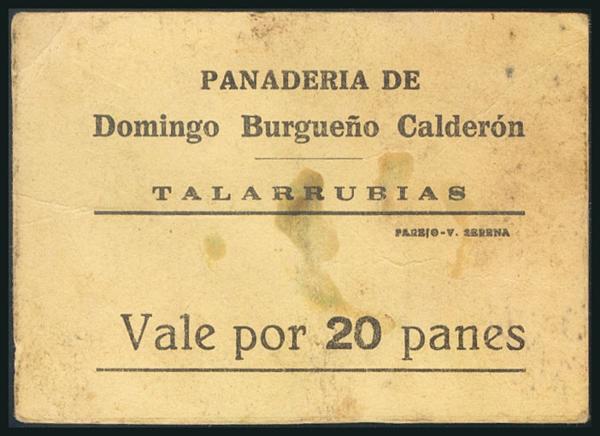 PANADERIA DE
Domingo Burgueño Calderón
TALARRUBIAS
PAREJO-V. SERENA
Vale por 20 panes